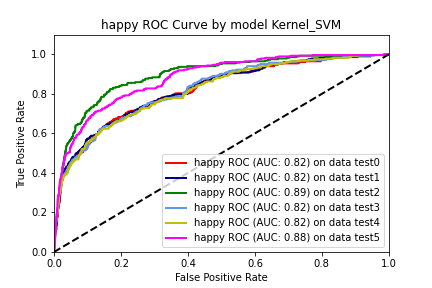 happy ROC Curve by model Kernel_SVM
True Positive Rate
1.0
0.8
0.6
0.4
0.2
0.0
happy ROC (AUC: 0.82) on data test0
happy ROC (AUC: 0.82) on data test1
happy ROC (AUC: 0.89) on data test2
happy ROC (AUC: 0.82) on data test3
happy ROC (AUC: 0.82) on data test4
happy ROC (AUC: 0.88) on data test5
0.0 0.2 0.4 0.6 0.8 1.0
False Positive Rate